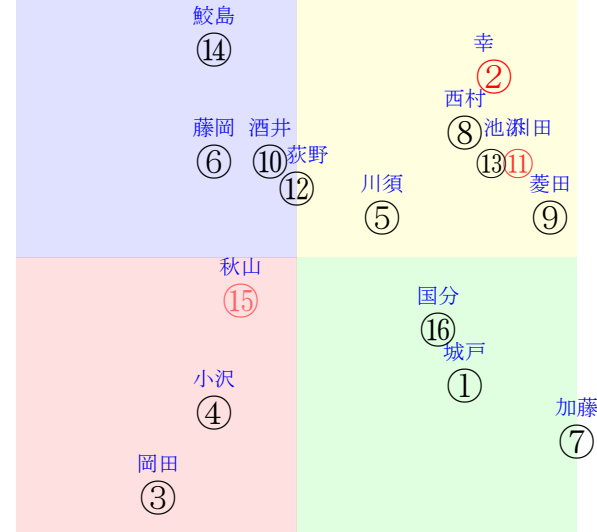 鮫島
⑭
幸
②
西村
⑧
藤岡
⑥
酒井
⑩
荻野
⑫
池添
⑬
田
⑪
川須
⑤
菱田
⑨
秋山
⑮
国分
⑯
城戸
①
小沢
④
加藤
⑦
岡田
③